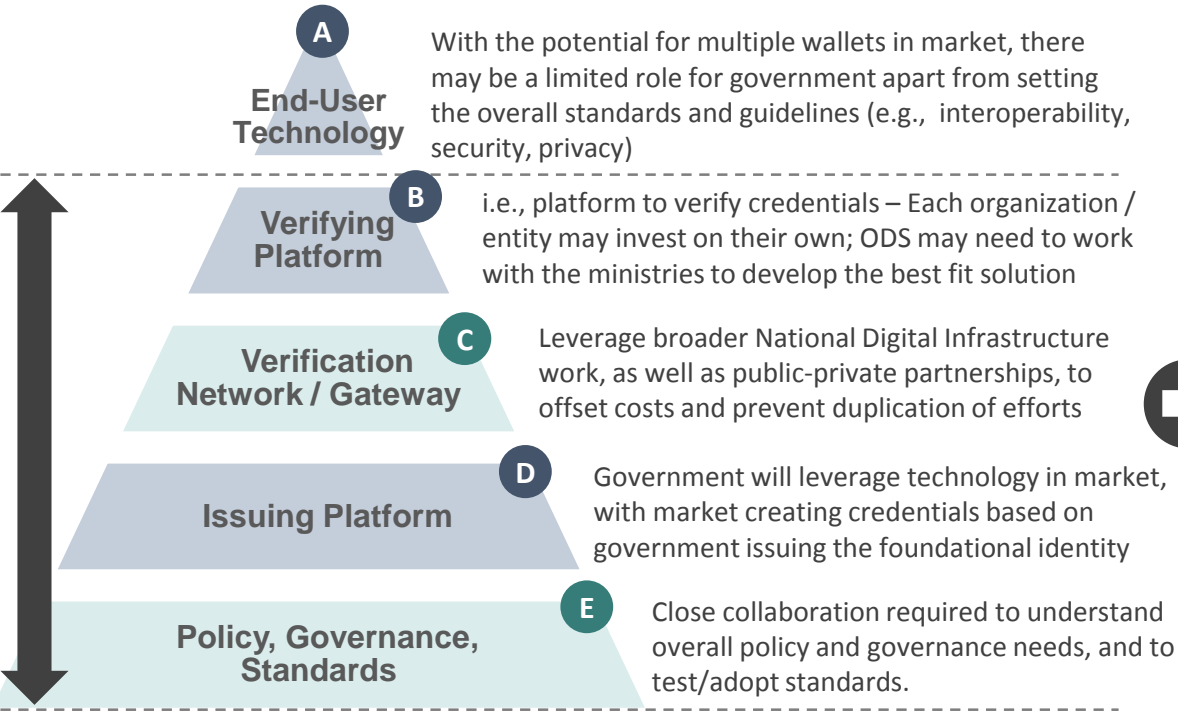 A
End-User
Technology
With the potential for multiple wallets in market, there
may be a limited role for government apart from setting
the overall standards and guidelines (e.g., interoperability,
security, privacy)
B
Verifying
Platform
i.e., platform to verify credentials – Each organization /
entity may invest on their own; ODS may need to work
with the ministries to develop the best fit solution
C
Verification
Network / Gateway
Leverage broader National Digital Infrastructure
work, as well as public-private partnerships, to
offset costs and prevent duplication of efforts
D
Issuing Platform
Government will leverage technology in market,
with market creating credentials based on
government issuing the foundational identity
E
Policy, Governance,
Standards
Close collaboration required to understand
overall policy and governance needs, and to
test/adopt standards.